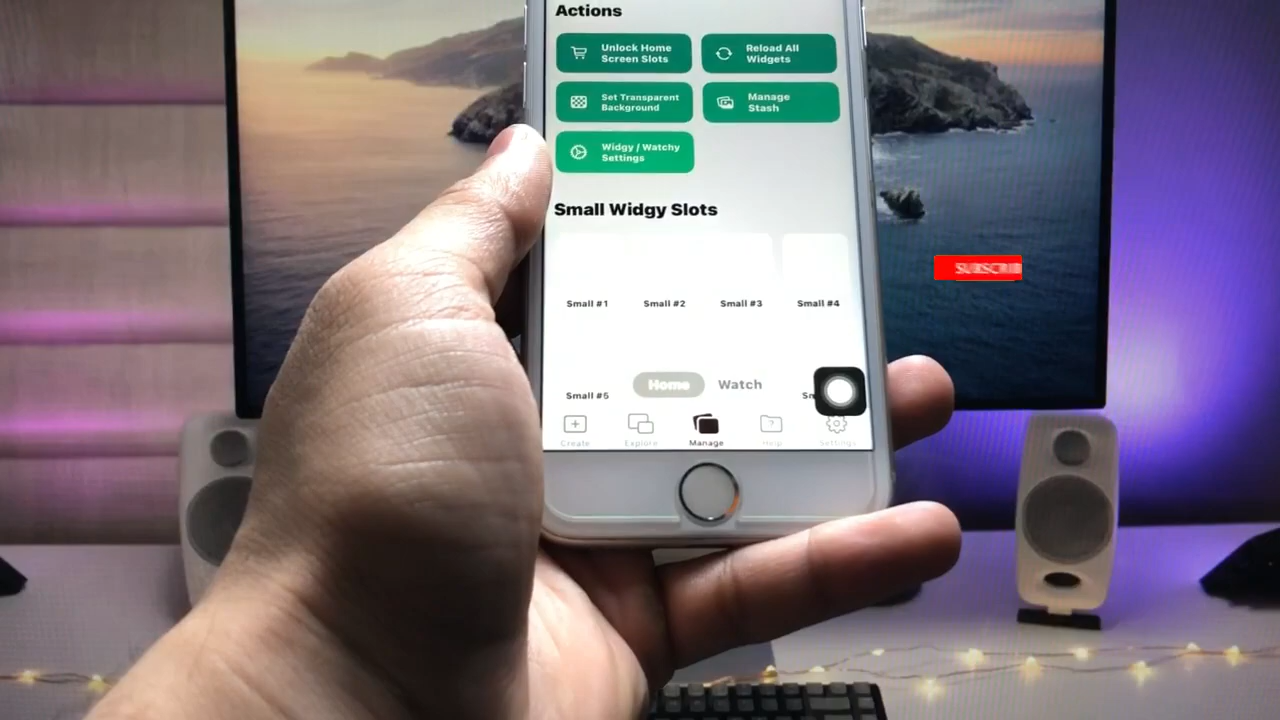 Actions
Unlock Home
Screen Slots
Reload All
Widgets
Set Transparent
Background
Manage
Stash
Widgy / Watchy
Settings
Small Widgy Slots
Small #1
Small #2
Small #3
Small #4
Home
Watch
Small #5
Create
Explore
Manage
Help
Settings